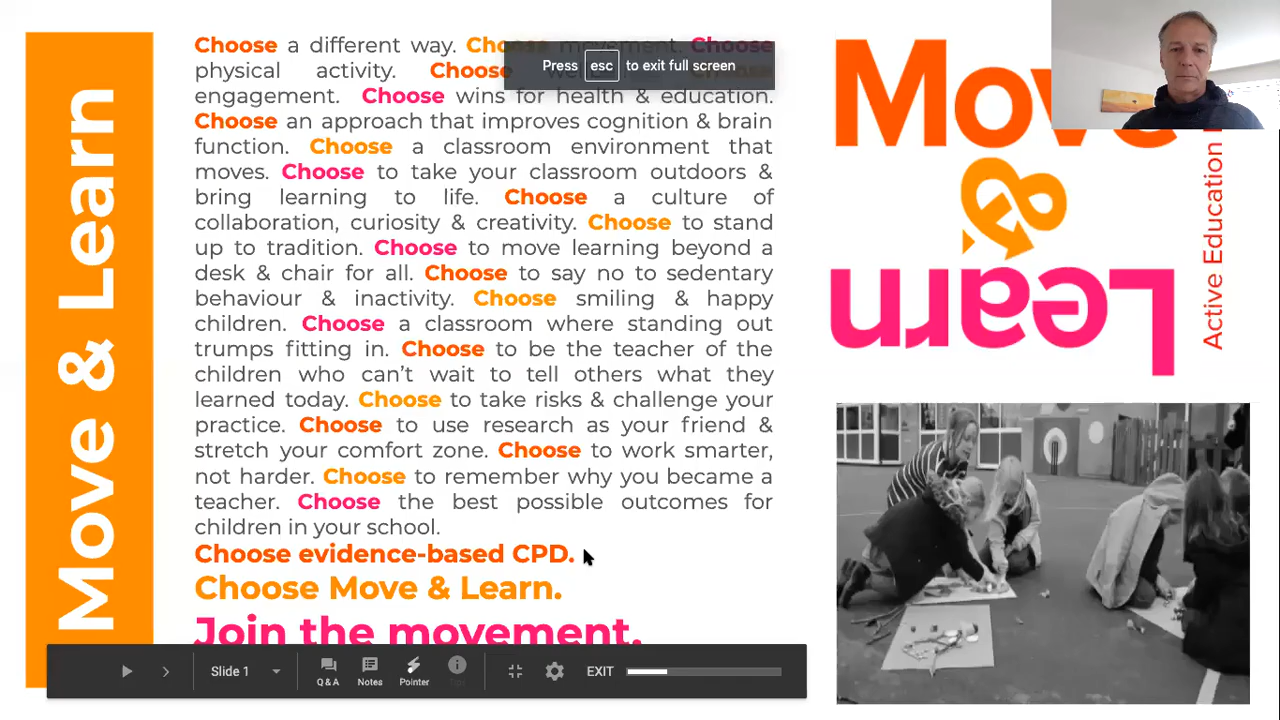 Move & Learn
Choose a different way. Choose movement. Choose
physical activity. Choose
engagement. Choose wins for health & education.
Choose an approach that improves cognition & brain
function. Choose a classroom environment that
moves. Choose to take your classroom outdoors &
bring learning to life. Choose a culture of
collaboration, curiosity & creativity. Choose to stand
up to tradition. Choose to move learning beyond a
desk & chair for all. Choose to say no to sedentary
behaviour & inactivity. Choose smiling & happy
children. Choose a classroom where standing out
trumps fitting in. Choose to be the teacher of the
children who can't wait to tell others what they
learned today. Choose to take risks & challenge your
practice. Choose to use research as your friend &
stretch your comfort zone. Choose to work smarter,
not harder. Choose to remember why you became a
teacher. Choose the best possible outcomes for
children in your school.
Choose evidence-based CPD.
Choose Move & Learn.
Join the movement.
Press esc to exit full screen
Slide 1
Q & A
Notes
Pointer
EXIT
Move
&
Learn
Active Education